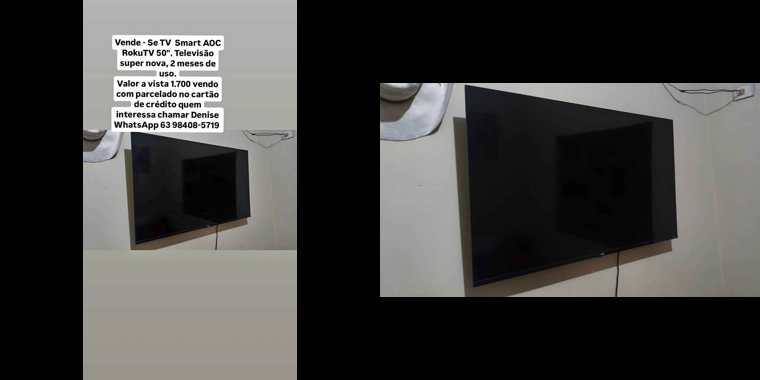 Vende - Se TV Smart AOC
RokuTV 50". Televisão
super nova, 2 meses de
uso.
Valor a vista 1.700 vendo
com parcelado no cartão
de crédito quem
interessa chamar Denise
WhatsApp 63 98408-5719